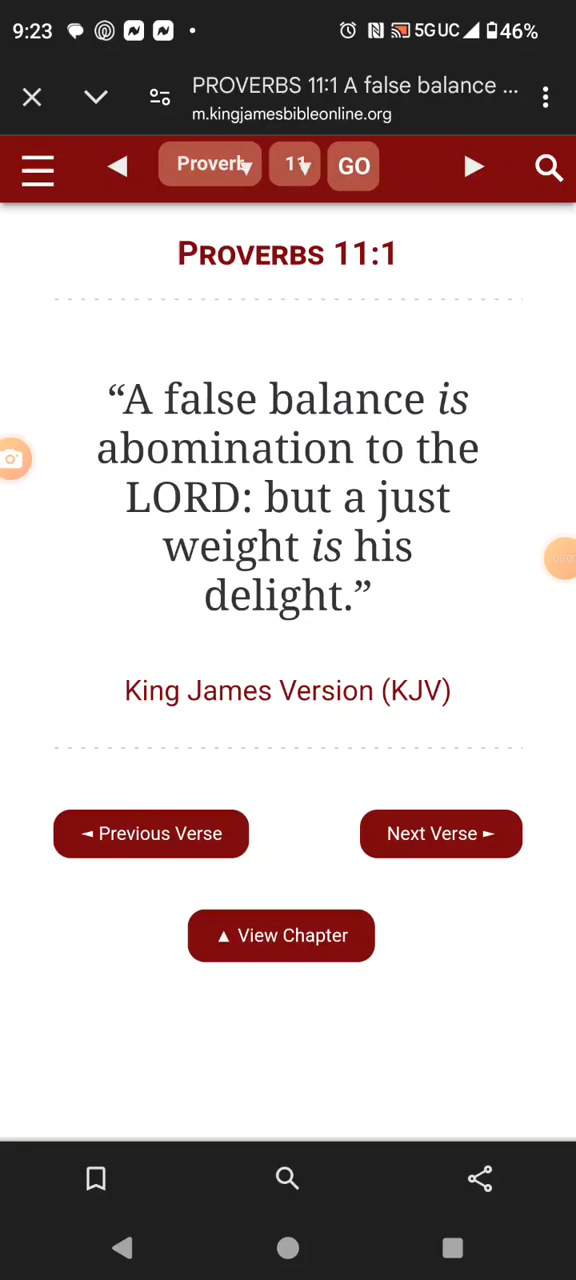 9:23 5G UC 46%
PROVERBS 11:1 A false balance ...
m.kingjamesbibleonline.org
Proverb 11 GO
PROVERBS 11:1
“A false balance is
abomination to the
LORD: but a just
weight is his
delight.”
King James Version (KJV)
◄ Previous Verse Next Verse ►
▲ View Chapter